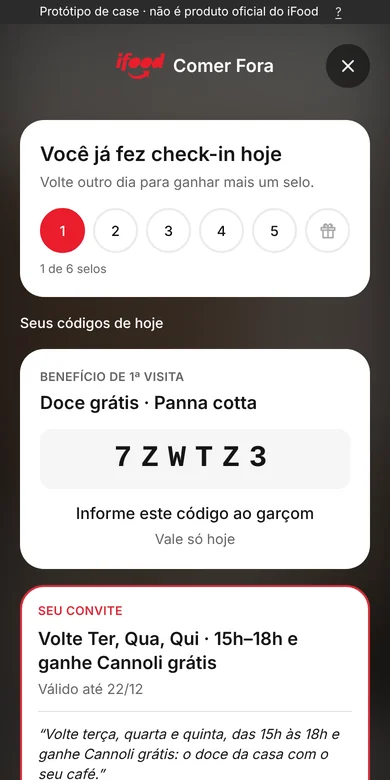 Protótipo de case · não é produto oficial do iFood ?
ifood Comer Fora
Você já fez check-in hoje
Volte outro dia para ganhar mais um selo.
1 2 3 4 5
1 de 6 selos
Seus códigos de hoje
BENEFÍCIO DE 1ª VISITA
Doce grátis · Panna cotta
7ZWTZ3
Informe este código ao garçom
Vale só hoje
SEU CONVITE
Volte Ter, Qua, Qui · 15h–18h e
ganhe Cannoli grátis
Válido até 22/12
“Volte terça, quarta e quinta, das 15h às 18h e
ganhe Cannoli grátis: o doce da casa com o
seu café.”